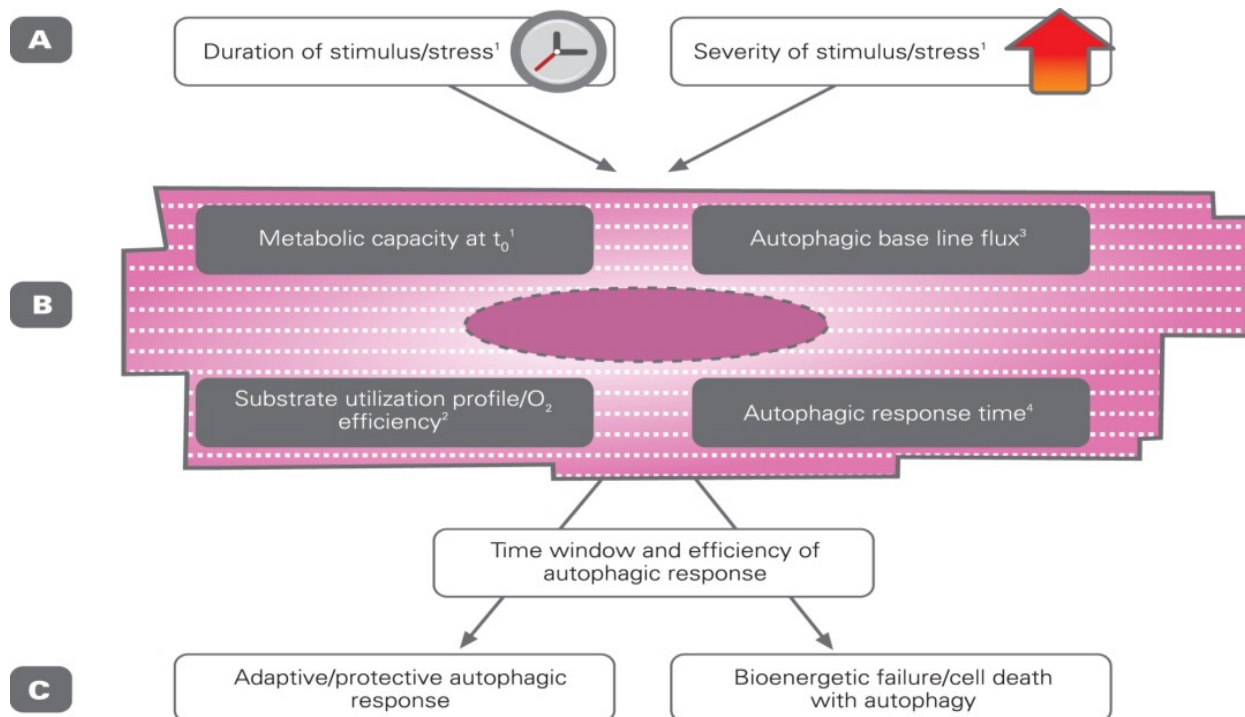 A
Duration of stimulus/stress¹
Severity of stimulus/stress¹
B
Metabolic capacity at t₀¹
Autophagic base line flux³
Substrate utilization profile/O₂
efficiency²
Autophagic response time⁴
Time window and efficiency of
autophagic response
C
Adaptive/protective autophagic
response
Bioenergetic failure/cell death
with autophagy